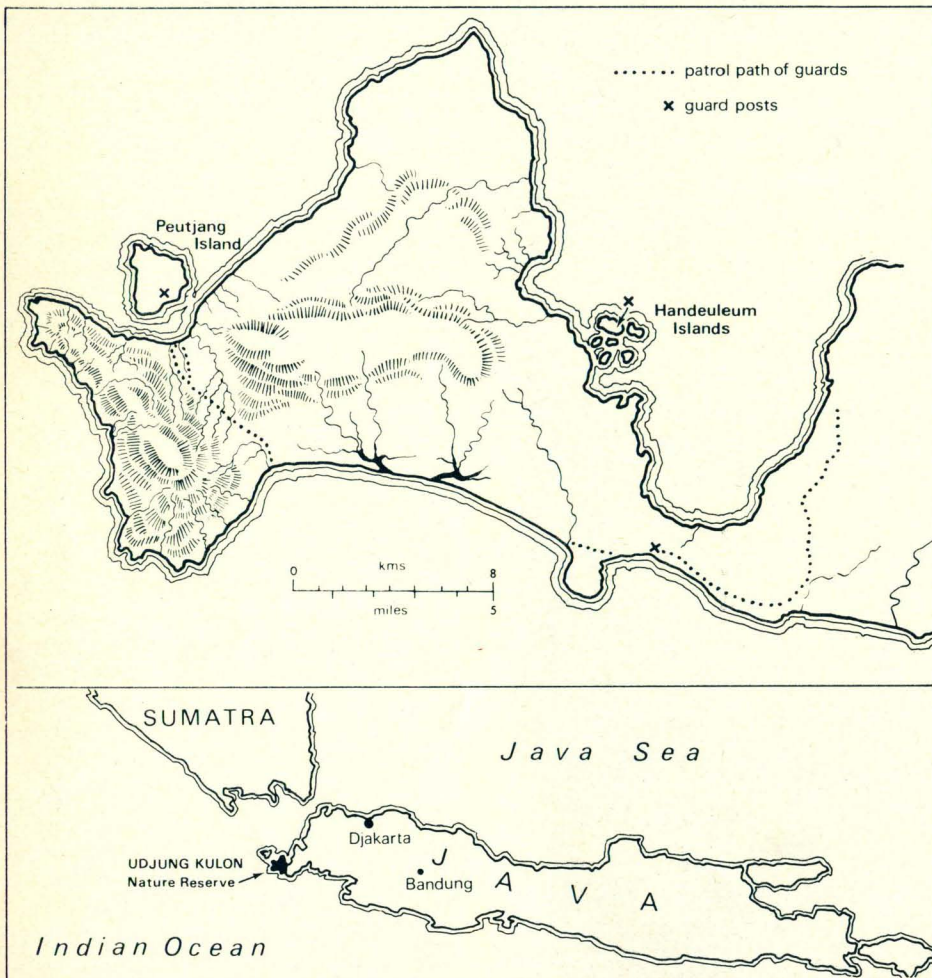 patrol path of guards
× guard posts
Peutjang
Island
Handeuleum
Islands
0 kms 8
miles 5
SUMATRA
Java Sea
Djakarta
UDJUNG KULON
Nature Reserve
Bandung
JAVA
Indian Ocean